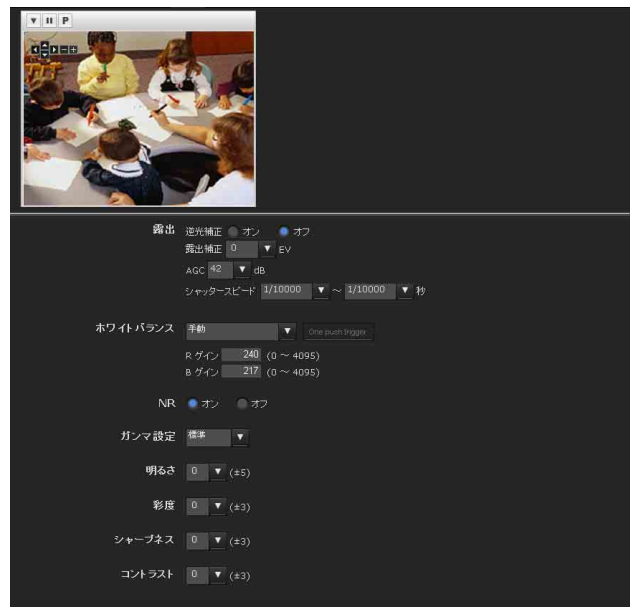 P
露出 逆光補正 オン オフ
露出補正 0 EV
AGC 42 dB
シャッタースピード 1/10000 ～ 1/10000 秒
ホワイトバランス 手動 One push trigger
R ゲイン 240 (0 ～ 4095)
B ゲイン 217 (0 ～ 4095)
NR オン オフ
ガンマ設定 標準
明るさ 0 (±5)
彩度 0 (±3)
シャープネス 0 (±3)
コントラスト 0 (±3)